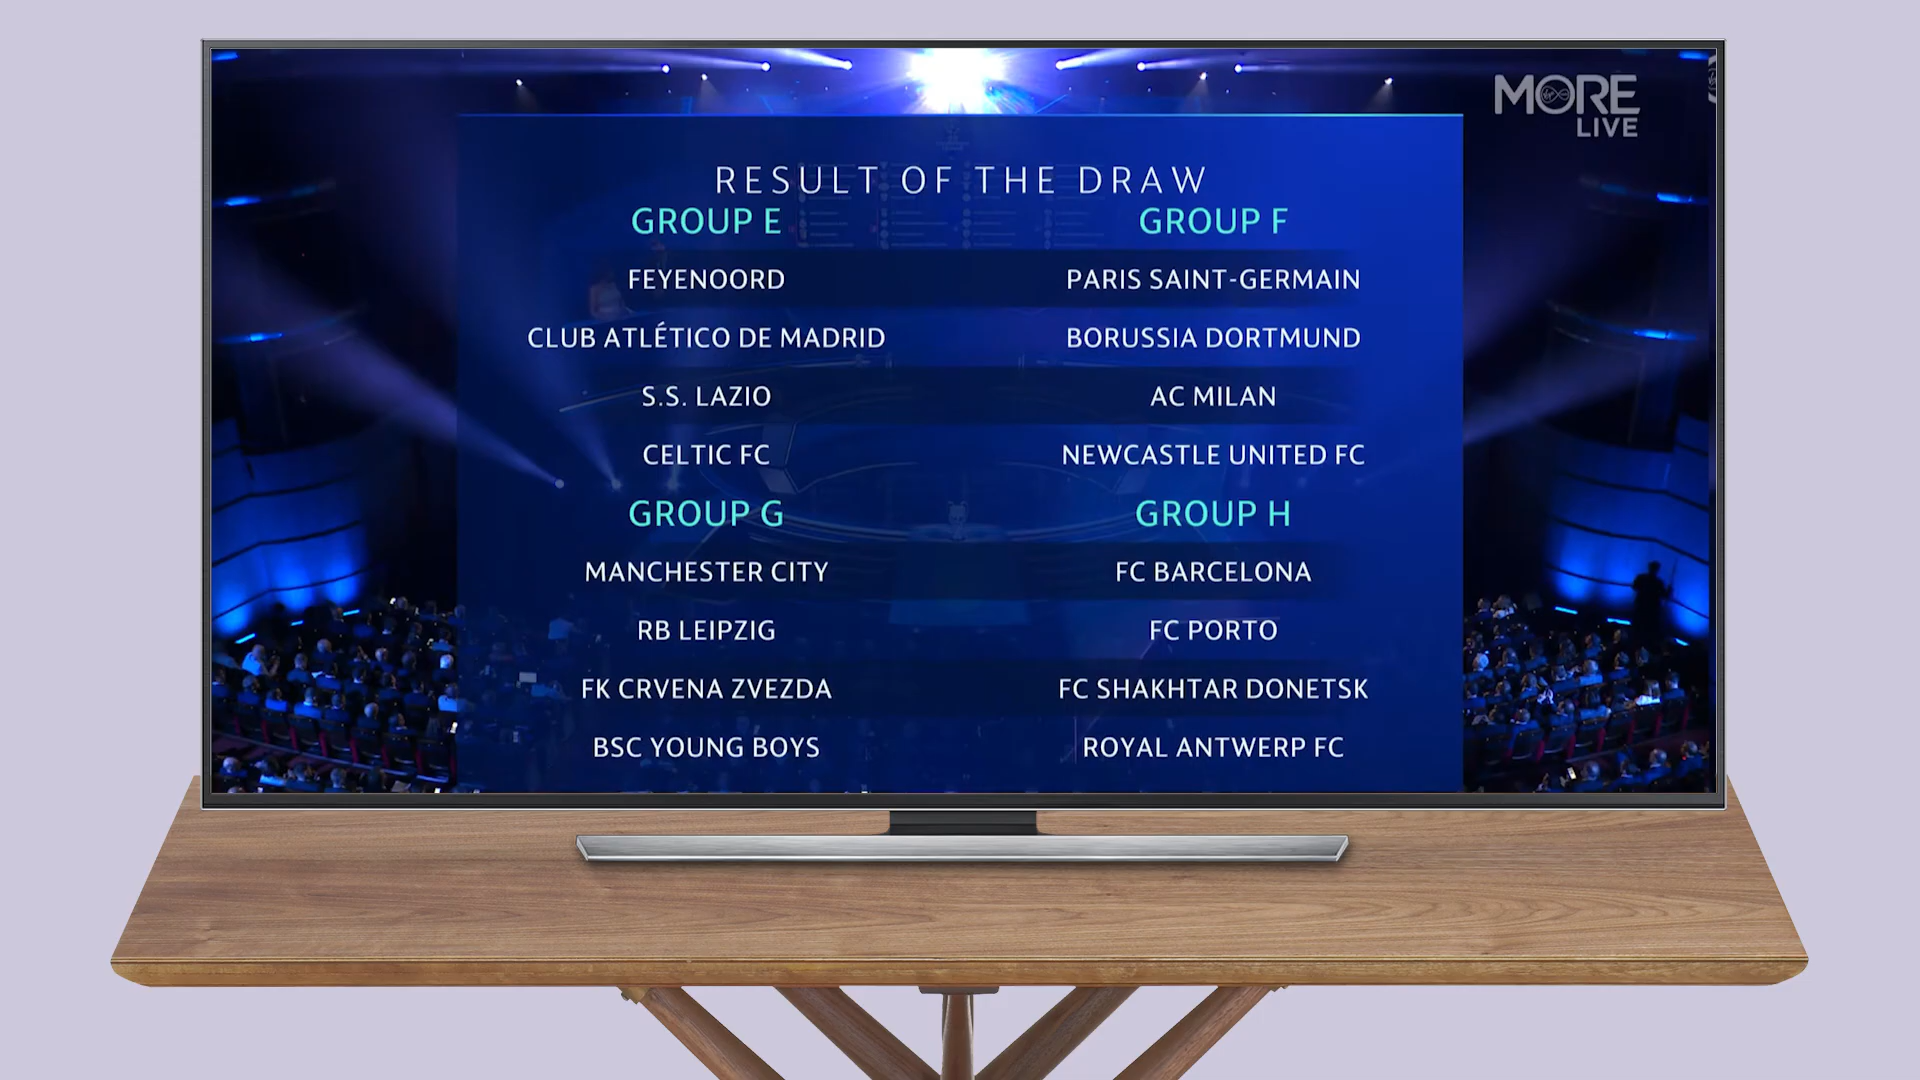 MORE
LIVE
RESULT OF THE DRAW
GROUP E
FEYENOORD
CLUB ATLÉTICO DE MADRID
S.S. LAZIO
CELTIC FC
GROUP F
PARIS SAINT-GERMAIN
BORUSSIA DORTMUND
AC MILAN
NEWCASTLE UNITED FC
GROUP G
MANCHESTER CITY
RB LEIPZIG
FK CRVENA ZVEZDA
BSC YOUNG BOYS
GROUP H
FC BARCELONA
FC PORTO
FC SHAKHTAR DONETSK
ROYAL ANTWERP FC